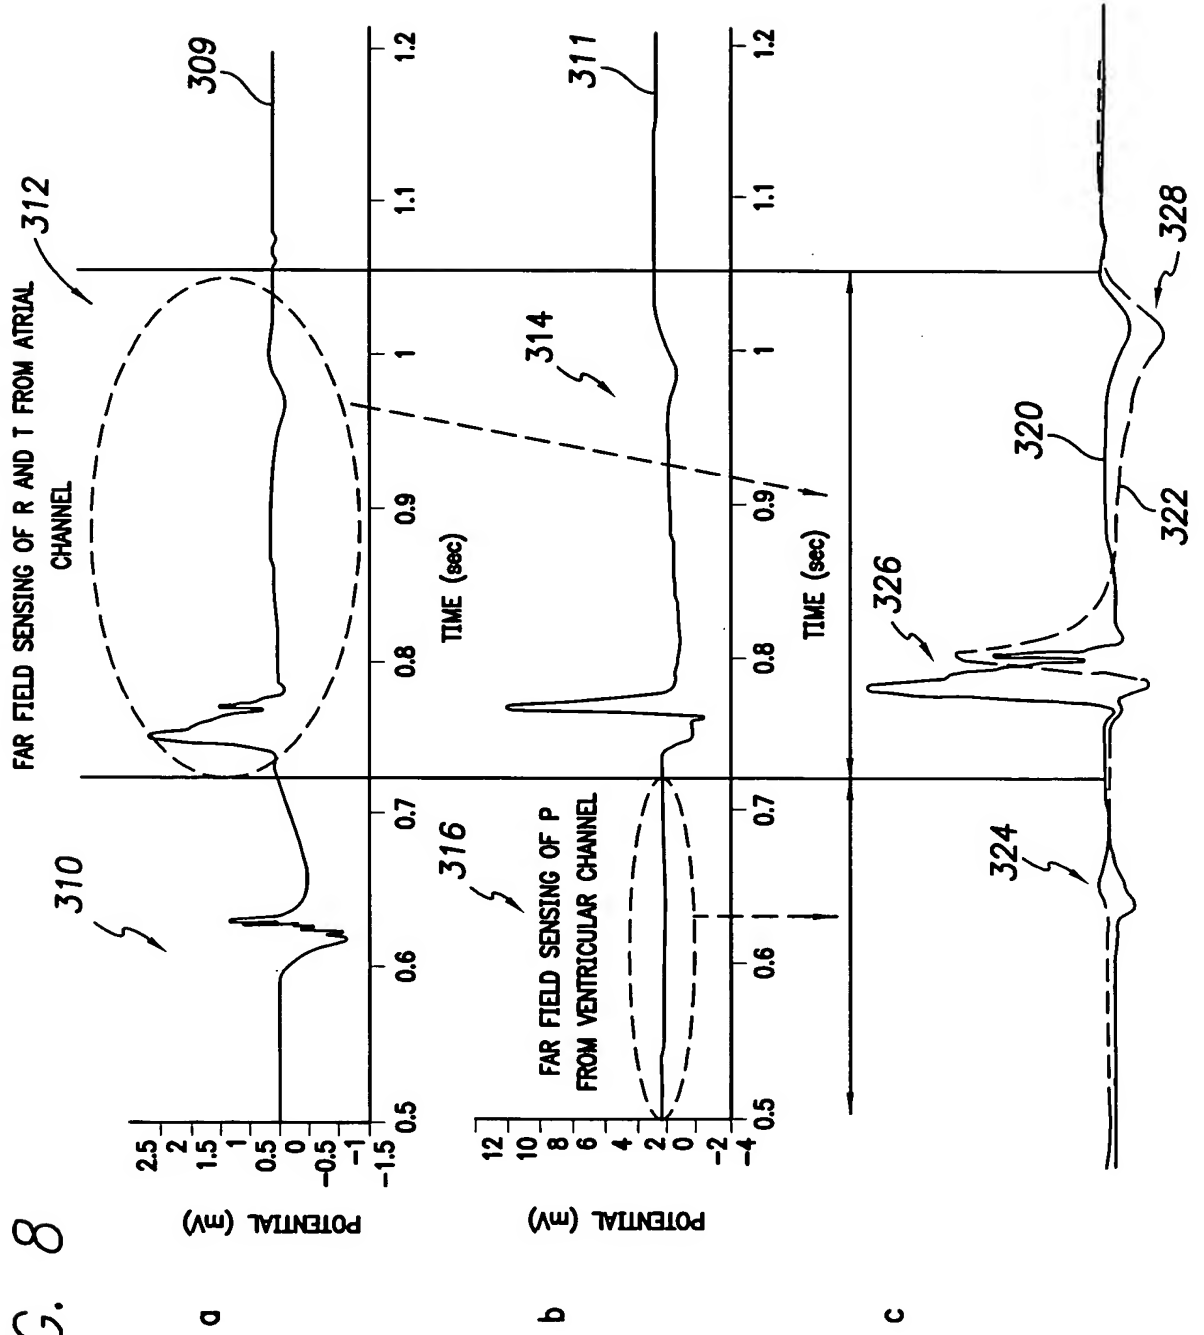 G. 8
FAR FIELD SENSING OF R AND T FROM ATRIAL
CHANNEL
312
310
309
a
POTENTIAL (mV)
2.5
2
1.5
1
0.5
0
-0.5
-1
-1.5
0.5 0.6 0.7 0.8 0.9 1 1.1 1.2
TIME (sec)
316
314
311
FAR FIELD SENSING OF P
FROM VENTRICULAR CHANNEL
b
POTENTIAL (mV)
12
10
8
6
4
2
0
-2
-4
0.5 0.6 0.7 0.8 0.9 1 1.1 1.2
TIME (sec)
c
326
324
320
322
328